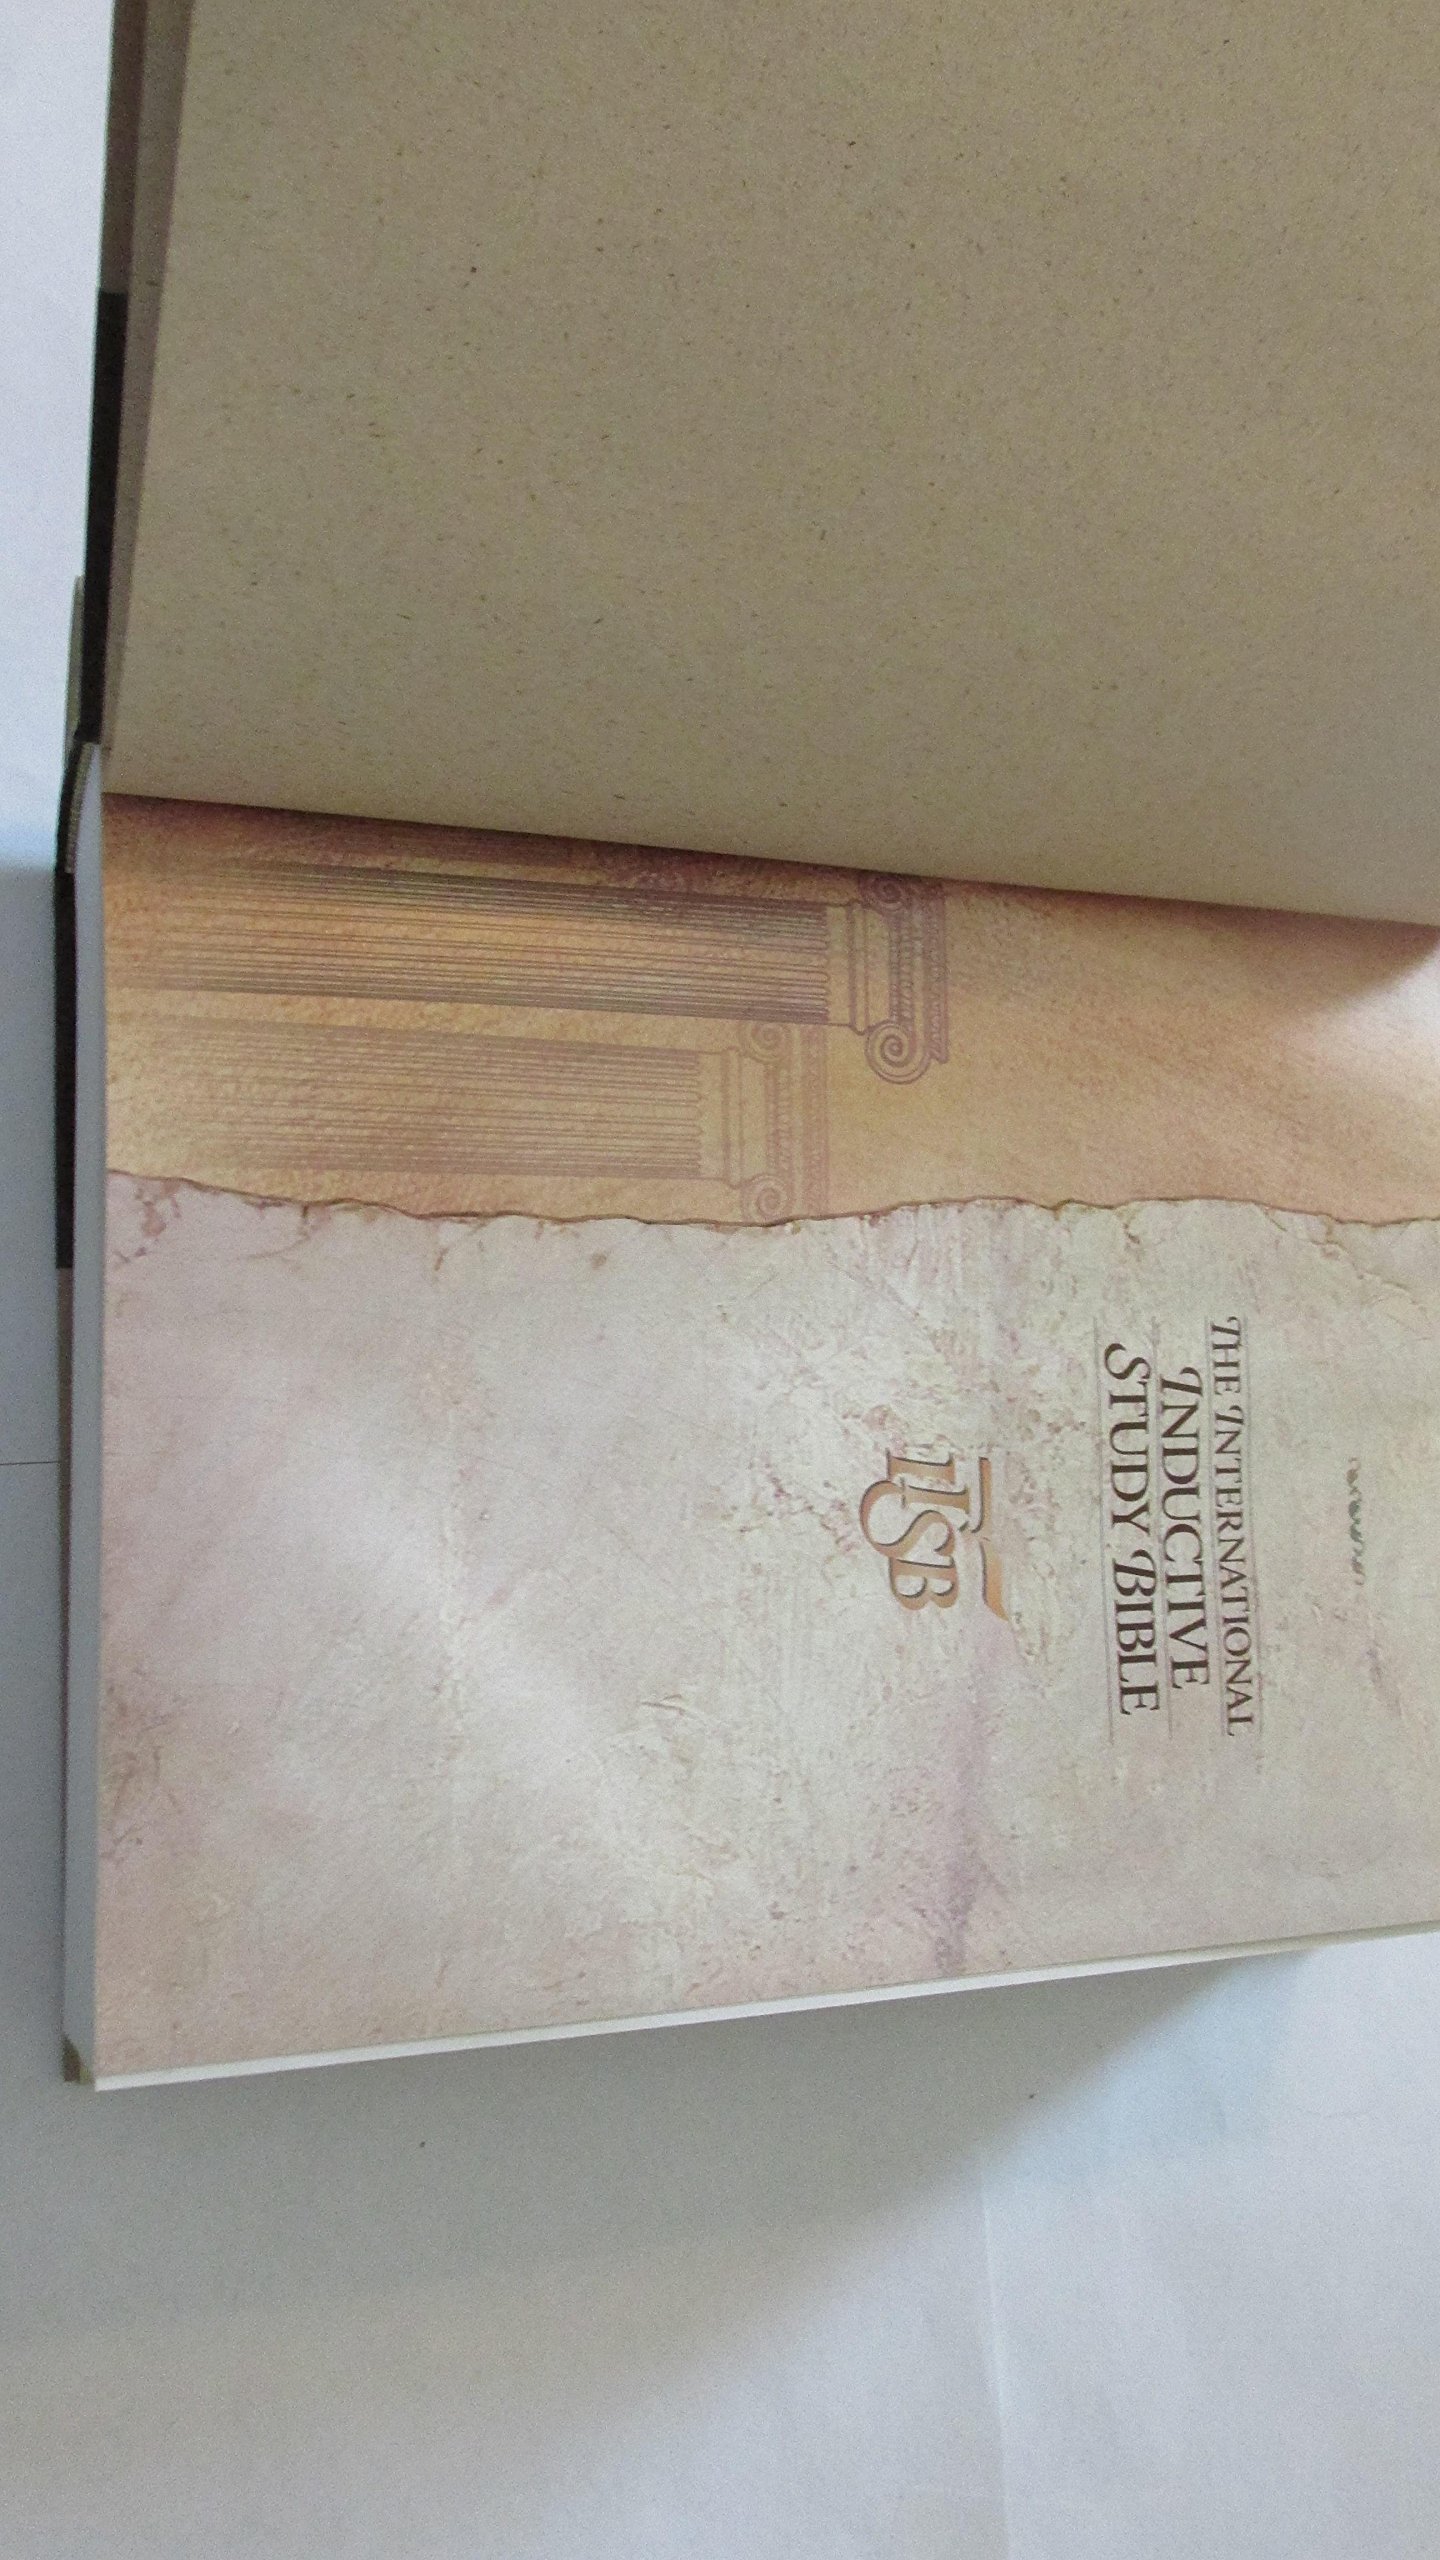 THE INTERNATIONAL
INDUCTIVE
STUDY BIBLE
IISB